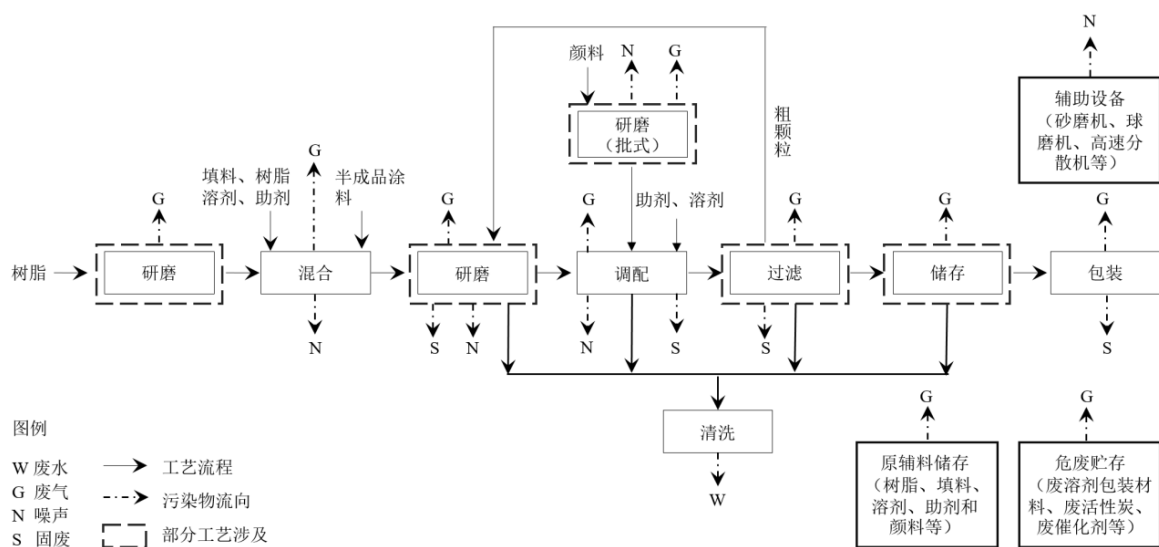 N
颜料
N
G
辅助设备
（砂磨机、球
磨机、高速分
散机等）
研磨
（批式）
粗颗粒
G
填料、树脂
溶剂、助剂
半成品涂
料
助剂、溶剂
G
G
G
G
G
G
树脂
研磨
混合
研磨
调配
过滤
储存
包装
N
S
N
N
S
S
S
清洗
W
G
原辅料储存
（树脂、填料、
溶剂、助剂和
颜料等）
G
危废贮存
（废溶剂包装材
料、废活性炭、
废催化剂等）
图例
W 废水
G 废气
N 噪声
S 固废
工艺流程
污染物流向
部分工艺涉及